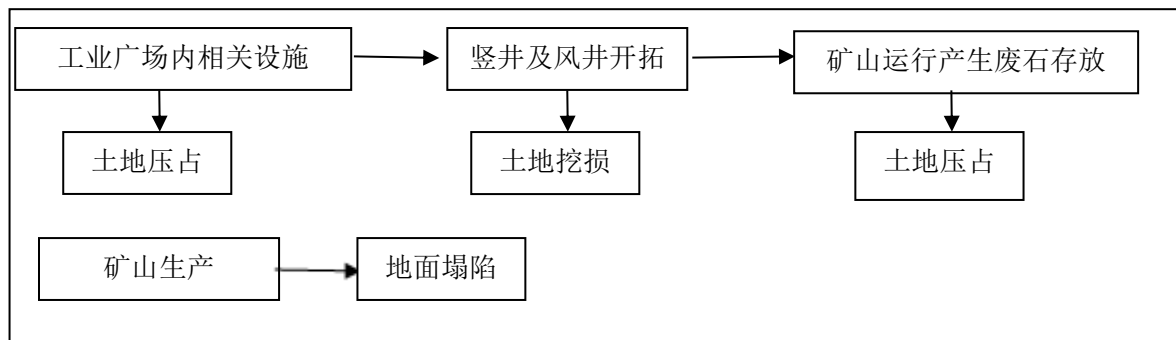 工业广场内相关设施
竖井及风井开拓
矿山运行产生废石存放
土地压占
土地挖损
土地压占
矿山生产
地面塌陷